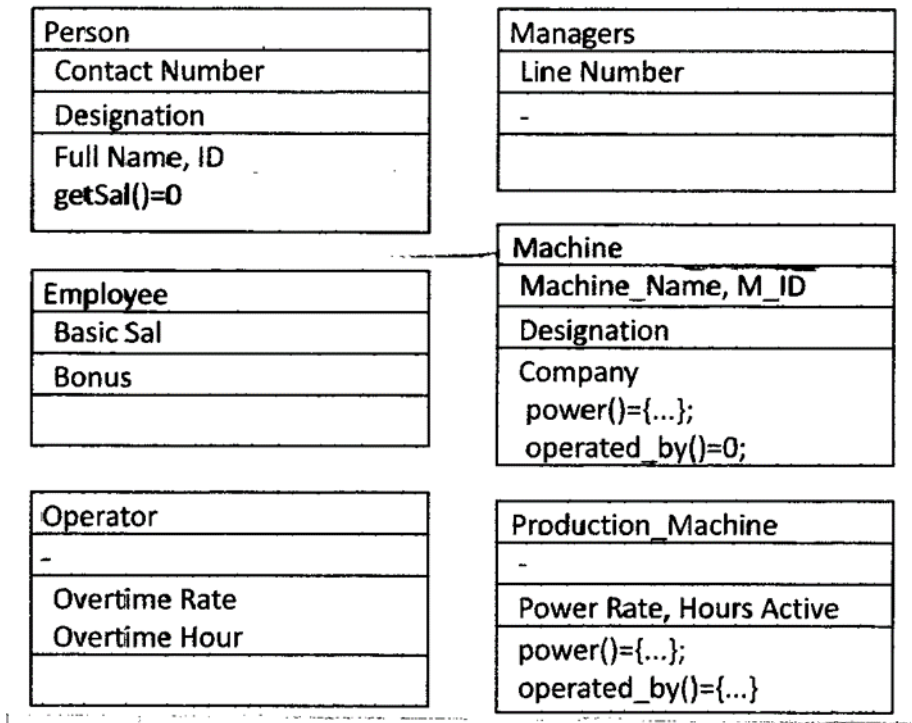 Person
Contact Number
Designation
Full Name, ID
getSal()=0
Employee
Basic Sal
Bonus
Operator
-
Overtime Rate
Overtime Hour
Managers
Line Number
-
Machine
Machine_Name, M_ID
Designation
Company
power()={...};
operated_by()=0;
Production_Machine
-
Power Rate, Hours Active
power()={...};
operated_by()={...}